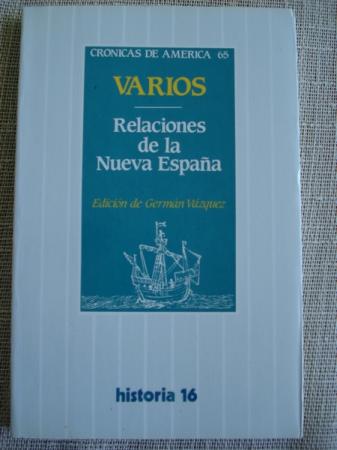 CRONICAS DE AMERICA 65
VARIOS
Relaciones
de la
Nueva España
Edición de Germán Vázquez
historia 16